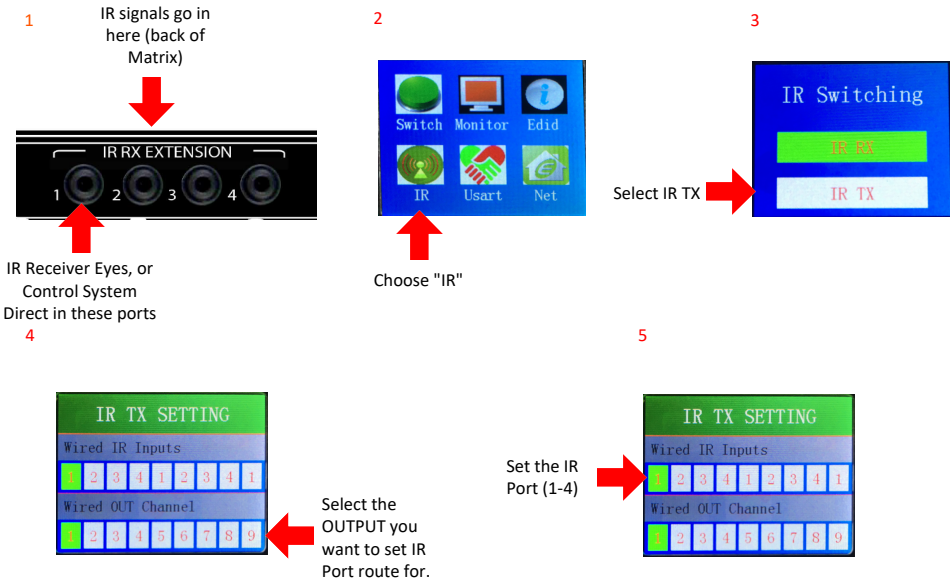 1
IR signals go in
here (back of
Matrix)
IR RX EXTENSION
1 2 3 4
IR Receiver Eyes, or
Control System
Direct in these ports
2
Switch Monitor Edid
IR Usart Net
Choose "IR"
3
IR Switching
IR RX
Select IR TX
IR TX
4
IR TX SETTING
Wired IR Inputs
1 2 3 4 1 2 3 4 1
Wired OUT Channel
1 2 3 4 5 6 7 8 9
Select the
OUTPUT you
want to set IR
Port route for.
5
IR TX SETTING
Wired IR Inputs
Set the IR
Port (1-4)
1 2 3 4 1 2 3 4 1
Wired OUT Channel
1 2 3 4 5 6 7 8 9